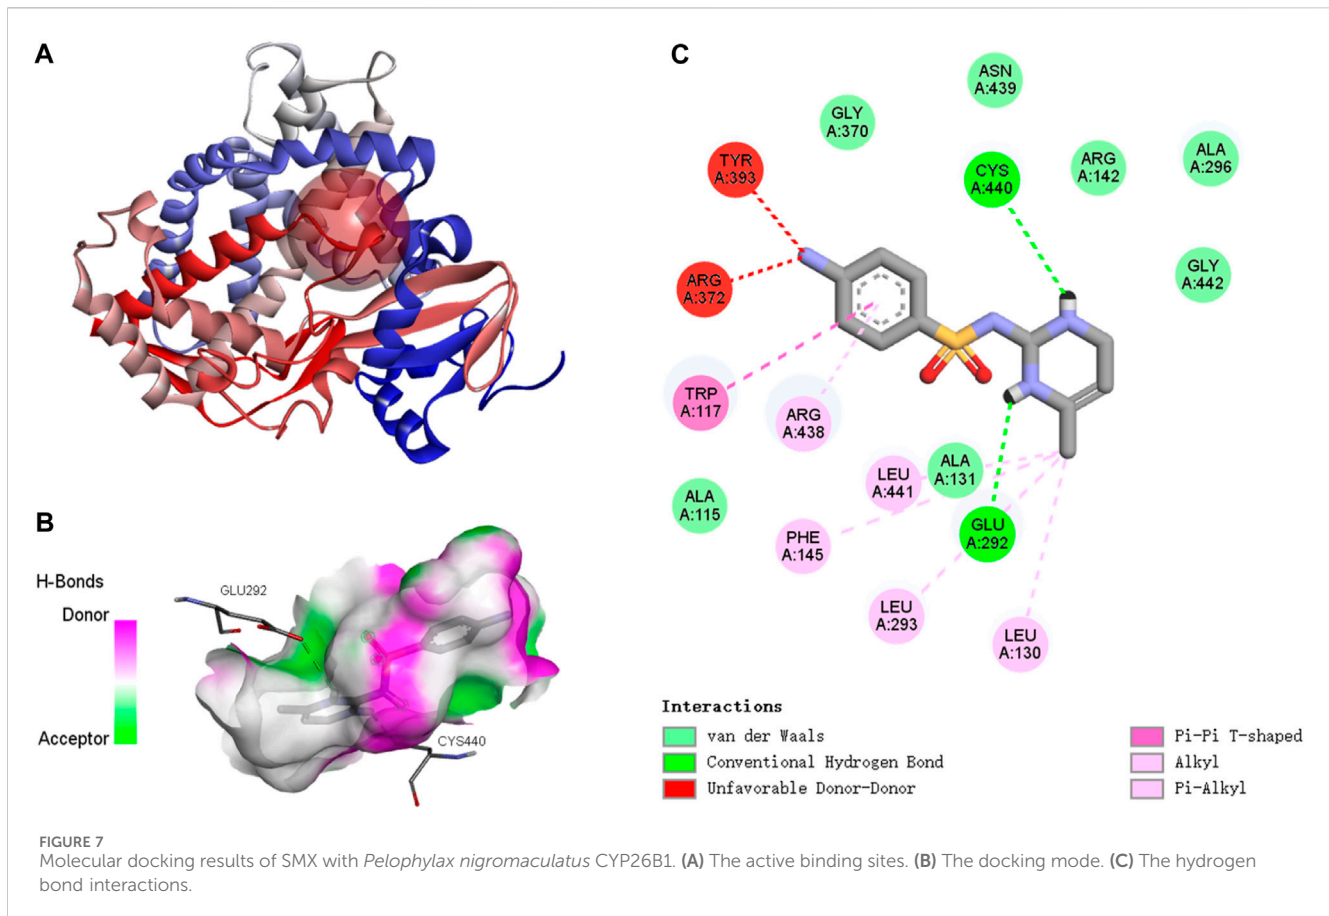 A
B
H-Bonds
Donor
Acceptor
GLU292
CYS440
C
ASN
A:439
GLY
A:370
TYR
A:393
CYS
A:440
ARG
A:142
ALA
A:296
ARG
A:372
GLY
A:442
TRP
A:117
ARG
A:438
LEU
A:441
ALA
A:131
ALA
A:115
PHE
A:145
GLU
A:292
LEU
A:293
LEU
A:130
Interactions
van der Waals
Conventional Hydrogen Bond
Unfavorable Donor-Donor
Pi-Pi T-shaped
Alkyl
Pi-Alkyl
FIGURE 7
Molecular docking results of SMX with Pelophylax nigromaculatus CYP26B1. (A) The active binding sites. (B) The docking mode. (C) The hydrogen
bond interactions.